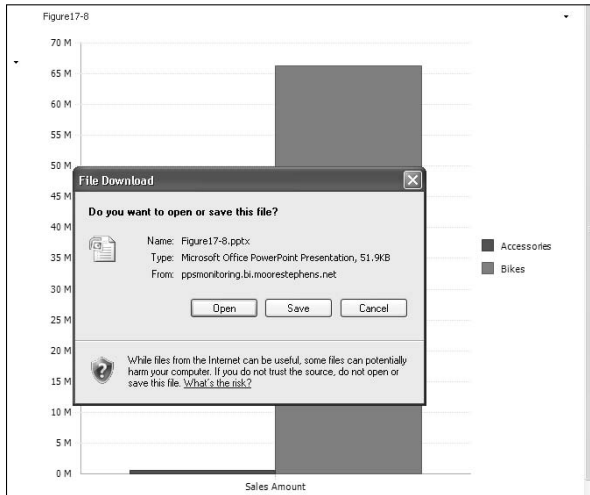 Figure17-8
70 M
65 M
60 M
55 M
50 M
45 M
40 M
35 M
30 M
25 M
20 M
15 M
10 M
5 M
0 M
File Download
Do you want to open or save this file?
Name: Figure17-8.pptx
Type: Microsoft Office PowerPoint Presentation, 51.9KB
From: ppsmonitoring.bi.moorestephens.net
Open Save Cancel
While files from the Internet can be useful, some files can potentially
harm your computer. If you do not trust the source, do not open or
save this file. What's the risk?
Accessories
Bikes
Sales Amount